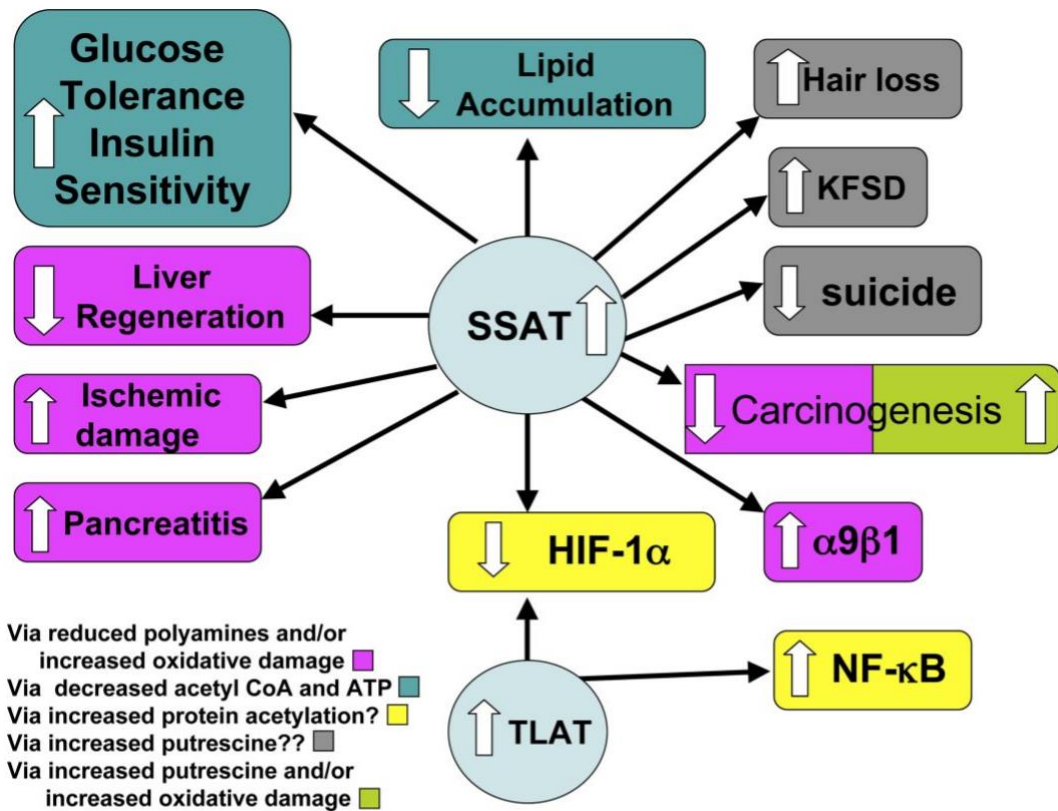 Glucose
Tolerance
Insulin
Sensitivity
Lipid
Accumulation
Hair loss
KFSD
suicide
Liver
Regeneration
SSAT
Ischemic
damage
Carcinogenesis
Pancreatitis
HIF-1α
α9β1
Via reduced polyamines and/or
increased oxidative damage
Via decreased acetyl CoA and ATP
Via increased protein acetylation?
Via increased putrescine??
Via increased putrescine and/or
increased oxidative damage
NF-κB
TLAT